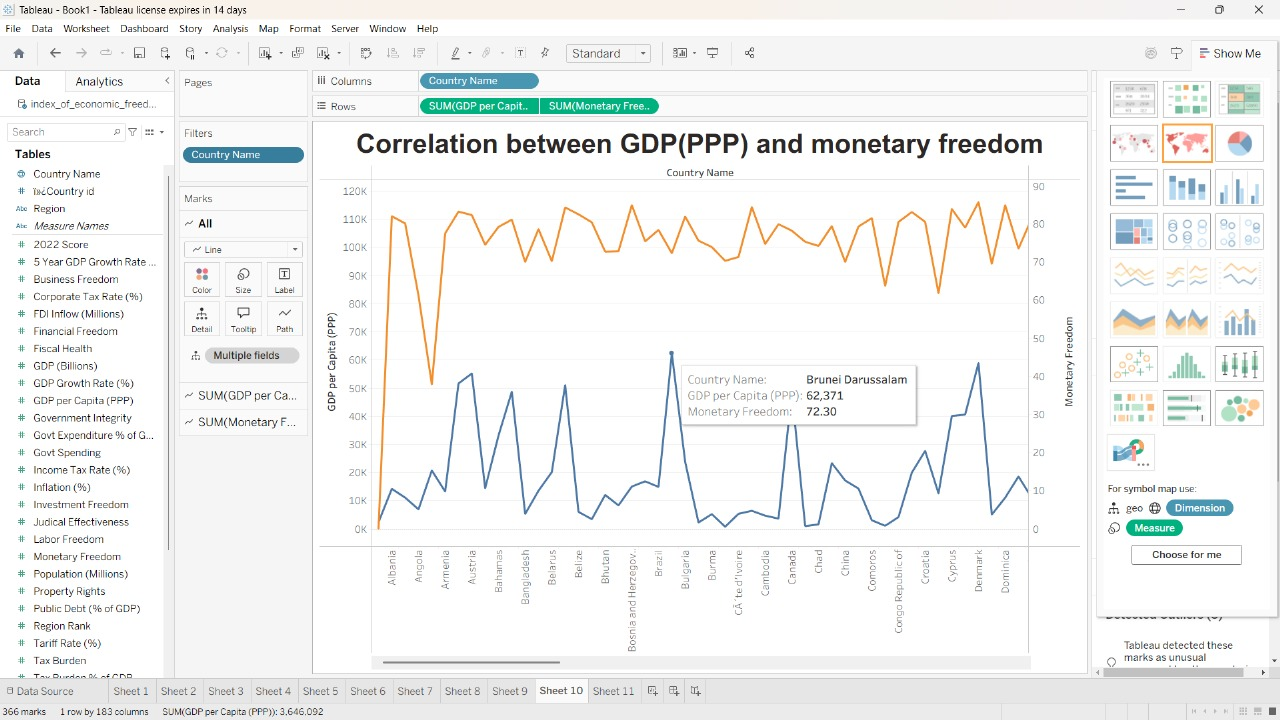 Tableau - Book1 - Tableau license expires in 14 days
File Data Worksheet Dashboard Story Analysis Map Format Server Window Help
Standard
Show Me
Data Analytics
index_of_economic_freed...
Search
Tables
Country Name
Country id
Region
Measure Names
2022 Score
5 Year GDP Growth Rate ...
Business Freedom
Corporate Tax Rate (%)
FDI Inflow (Millions)
Financial Freedom
Fiscal Health
GDP (Billions)
GDP Growth Rate (%)
GDP per Capita (PPP)
Government Integrity
Govt Expenditure % of G...
Govt Spending
Income Tax Rate (%)
Inflation (%)
Investment Freedom
Judical Effectiveness
Labor Freedom
Monetary Freedom
Population (Millions)
Property Rights
Public Debt (% of GDP)
Region Rank
Tariff Rate (%)
Tax Burden
Tax Burden % of GDP
Pages
Filters
Country Name
Marks
All
Line
Color Size Label
Detail Tooltip Path
Multiple fields
SUM(GDP per Ca...
SUM(Monetary F...
Columns Country Name
Rows SUM(GDP per Capit.. SUM(Monetary Free..
Correlation between GDP(PPP) and monetary freedom
Country Name
GDP per Capita (PPP)
120K
110K
100K
90K
80K
70K
60K
50K
40K
30K
20K
10K
0K
Country Name: Brunei Darussalam
GDP per Capita (PPP): 62,371
Monetary Freedom: 72.30
90
80
70
60
50
40
30
20
10
0
Monetary Freedom
Albania
Angola
Armenia
Austria
Bahamas
Bangladesh
Belarus
Belize
Bhutan
Bosnia and Herzegov..
Brazil
Bulgaria
Burma
CÃ´te d'Ivoire
Cambodia
Canada
Chad
China
Comoros
Congo Republic of
Croatia
Cyprus
Denmark
Dominica
For symbol map use:
geo Dimension
Measure
Choose for me
Detected Outliers
Tableau detected these
marks as unusual
Data Source Sheet 1 Sheet 2 Sheet 3 Sheet 4 Sheet 5 Sheet 6 Sheet 7 Sheet 8 Sheet 9 Sheet 10 Sheet 11
366 marks 1 row by 183 columns SUM(GDP per Capita (PPP)): 3,646,092